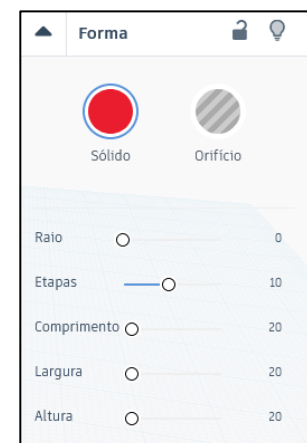 Forma
Sólido Orifício
Raio 0
Etapas 10
Comprimento 20
Largura 20
Altura 20